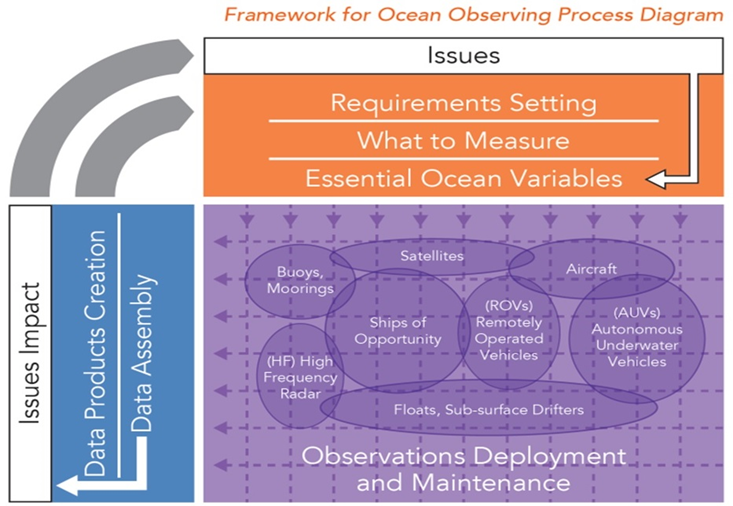 Framework for Ocean Observing Process Diagram
Issues
Requirements Setting
What to Measure
Essential Ocean Variables
Issues Impact
Data Products Creation
Data Assembly
Satellites
Buoys,
Moorings
Aircraft
Ships of
Opportunity
(ROVs)
Remotely
Operated
Vehicles
(AUVs)
Autonomous
Underwater
Vehicles
(HF) High
Frequency
Radar
Floats, Sub-surface Drifters
Observations Deployment
and Maintenance